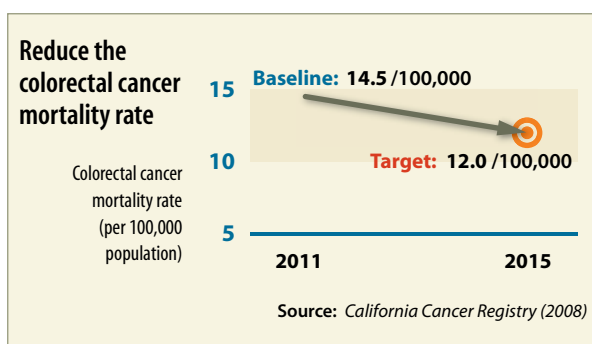 Reduce the
colorectal cancer
mortality rate
Colorectal cancer
mortality rate
(per 100,000
population)
15
Baseline: 14.5 /100,000
10
Target: 12.0 /100,000
5
2011 2015
Source: California Cancer Registry (2008)